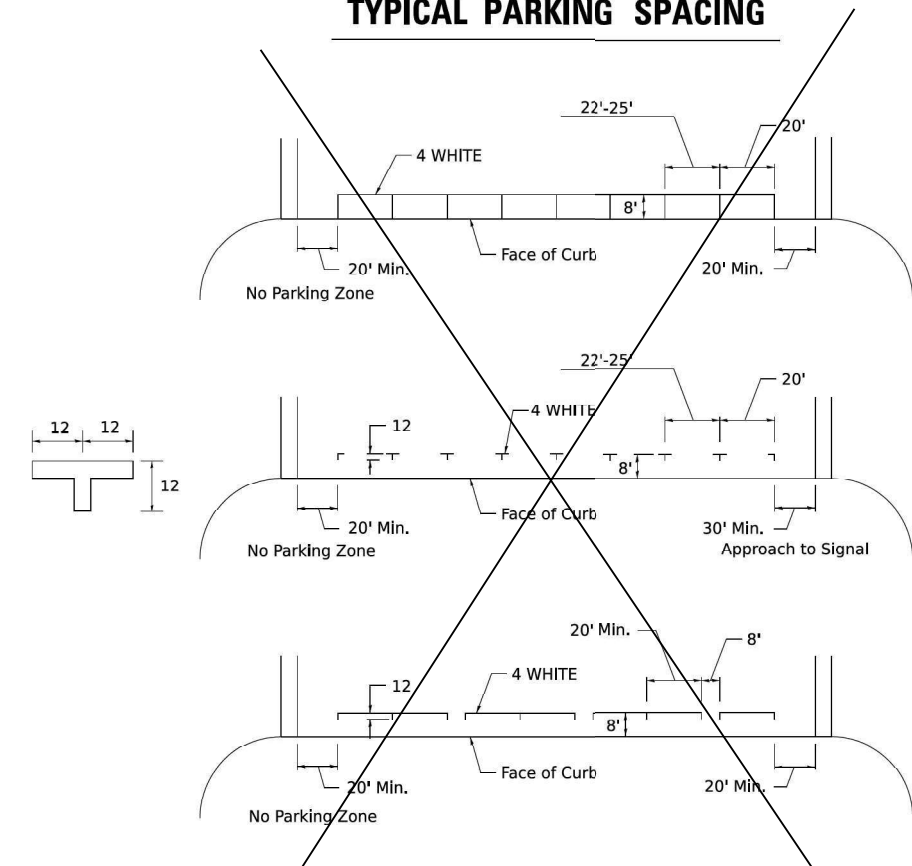 TYPICAL PARKING SPACING
22'-25'
20'
4 WHITE
8'
Face of Curb
20' Min.
20' Min.
No Parking Zone
22'-25'
20'
4 WHITE
12
12 12
12
8'
Face of Curb
20' Min.
30' Min.
No Parking Zone
Approach to Signal
20' Min.
8'
4 WHITE
12
8'
Face of Curb
20' Min.
20' Min.
No Parking Zone